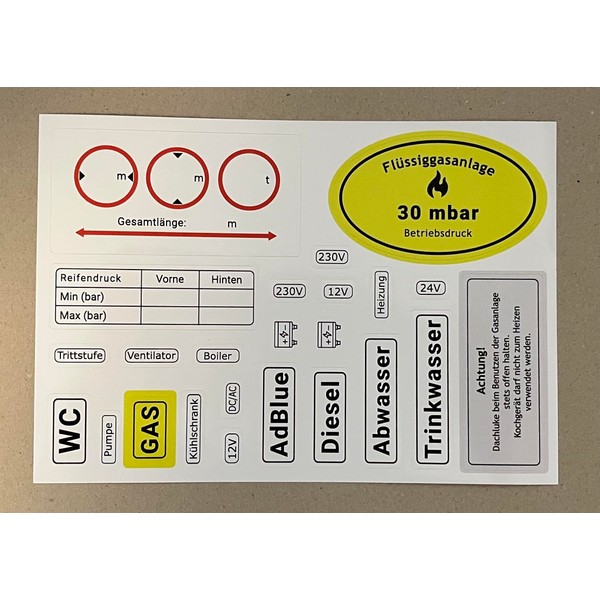 m
m
t
Gesamtlänge: m
Flüssiggasanlage
30 mbar
Betriebsdruck
230V
Reifendruck Vorne Hinten
Min (bar)
Max (bar)
230V
12V
Heizung
24V
+ -
+ -
Trittstufe
Ventilator
Boiler
WC
Pumpe
GAS
Kühlschrank
DC/AC
12V
AdBlue
Diesel
Abwasser
Trinkwasser
Achtung!
Dachluke beim Benutzen der Gasanlage
stets offen halten.
Kochgerät darf nicht zum Heizen
verwendet werden.